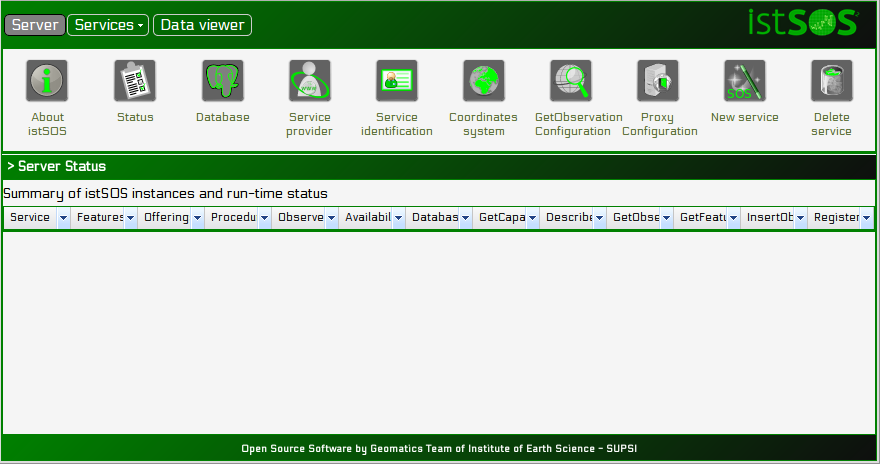 Server Services Data viewer
istSOS
About istSOS
Status
Database
Service provider
Service identification
Coordinates system
GetObservation Configuration
Proxy Configuration
SOS
New service
Delete service
> Server Status
Summary of istSOS instances and run-time status
Service Features Offering Procedu Observe Availabil Databas GetCapa Describe GetObse GetFeatu InsertOb Register
Open Source Software by Geomatics Team of Institute of Earth Science - SUPSI